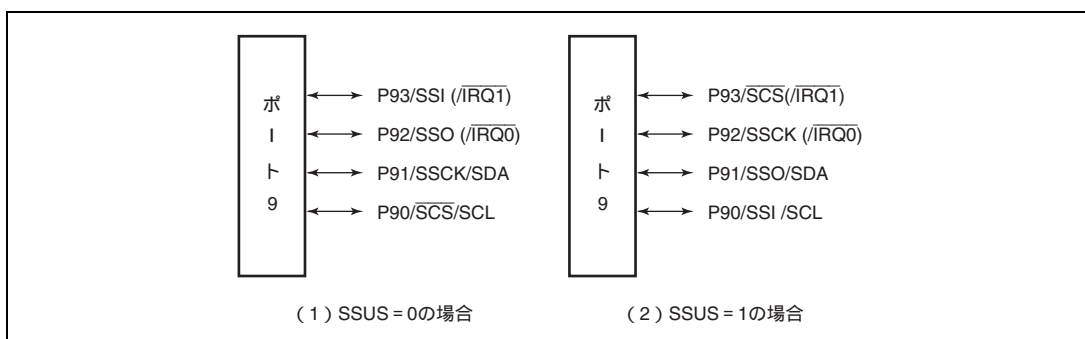 ポート9
P93/SSI (/IRQ1)
P92/SSO (/IRQ0)
P91/SSCK/SDA
P90/SCS/SCL
(1) SSUS = 0の場合
ポート9
P93/SCS(/IRQ1)
P92/SSCK (/IRQ0)
P91/SSO/SDA
P90/SSI /SCL
(2) SSUS = 1の場合